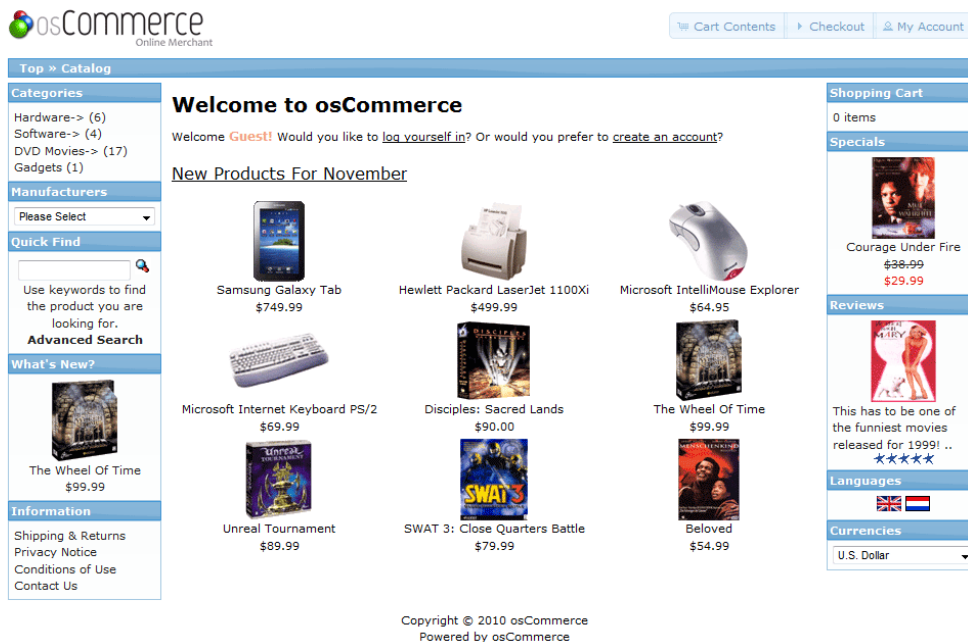 osCommerce
Online Merchant
Cart Contents
Checkout
My Account
Top » Catalog
Categories
Hardware-> (6)
Software-> (4)
DVD Movies-> (17)
Gadgets (1)
Manufacturers
Please Select
Quick Find
Use keywords to find
the product you are
looking for.
Advanced Search
What's New?
The Wheel Of Time
$99.99
Information
Shipping & Returns
Privacy Notice
Conditions of Use
Contact Us
Welcome to osCommerce
Welcome Guest! Would you like to log yourself in? Or would you prefer to create an account?
New Products For November
Samsung Galaxy Tab
$749.99
Hewlett Packard LaserJet 1100Xi
$499.99
Microsoft IntelliMouse Explorer
$64.95
Microsoft Internet Keyboard PS/2
$69.99
DISCIPLES
Disciples: Sacred Lands
$90.00
The Wheel Of Time
$99.99
Unreal
TOURNAMENT
Unreal Tournament
$89.99
SWAT 3
SWAT 3: Close Quarters Battle
$79.99
MENSCHENKIND
Beloved
$54.99
Shopping Cart
0 items
Specials
Courage Under Fire
$38.99
$29.99
Reviews
MARY
This has to be one of
the funniest movies
released for 1999! ..
Languages
Currencies
U.S. Dollar
Copyright © 2010 osCommerce
Powered by osCommerce